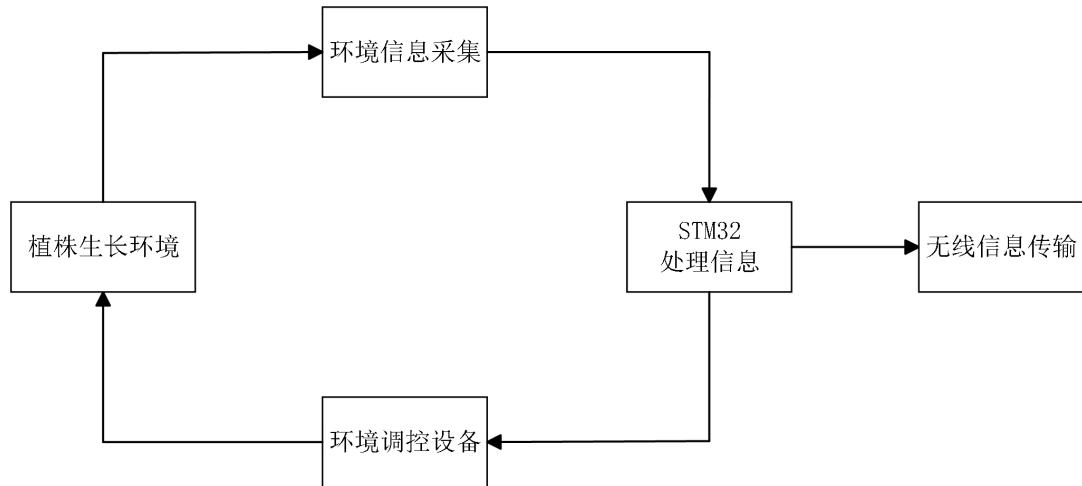 环境信息采集
植株生长环境
STM32
处理信息
无线信息传输
环境调控设备